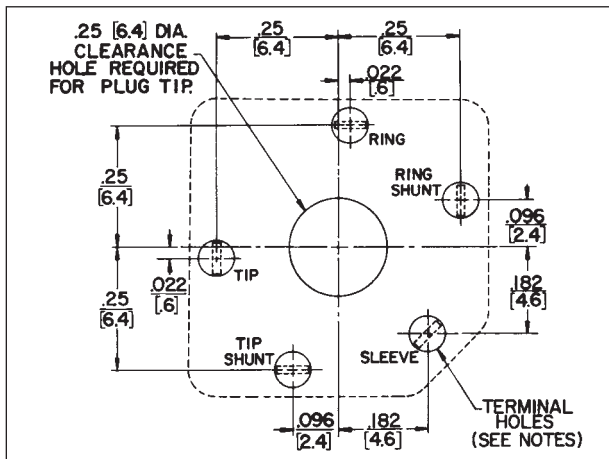 .25 [6.4] DIA.
CLEARANCE
HOLE REQUIRED
FOR PLUG TIP.
.25
[6.4]
.25
[6.4]
.022
[.6]
RING
.25
[6.4]
RING
SHUNT
.096
[2.4]
TIP
.022
[.6]
.182
[4.6]
.25
[6.4]
TIP
SHUNT
SLEEVE
.096
[2.4]
.182
[4.6]
TERMINAL
HOLES
(SEE NOTES)